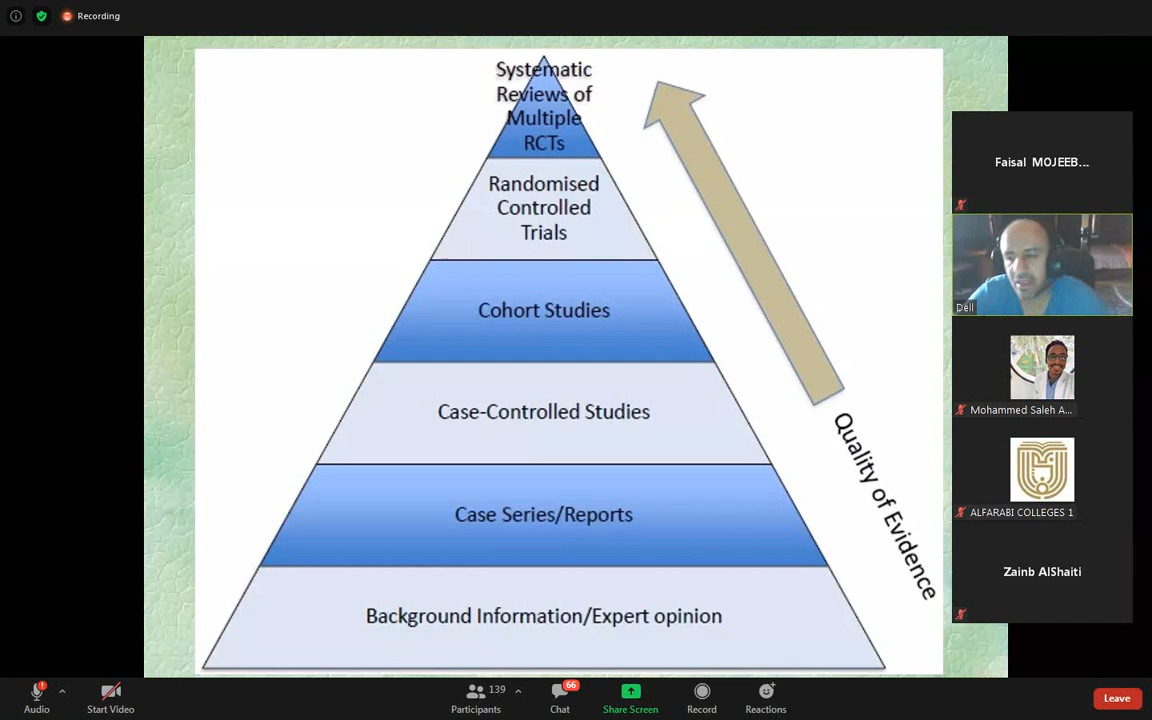 Recording
Systematic
Reviews of
Multiple
RCTs
Randomised
Controlled
Trials
Cohort Studies
Case-Controlled Studies
Case Series/Reports
Background Information/Expert opinion
Quality of Evidence
Faisal MOJEEB...
Dell
Mohammed Saleh A...
ALFARABI COLLEGES 1
Zainb AlShaiti
Audio
Start Video
139
Participants
66
Chat
Share Screen
Record
Reactions
Leave